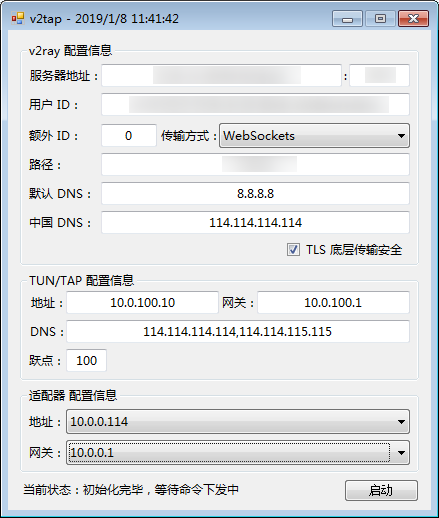 v2tap - 2019/1/8 11:41:42
v2ray 配置信息
服务器地址： :
用户 ID：
额外 ID： 0 传输方式： WebSockets
路径：
默认 DNS： 8.8.8.8
中国 DNS： 114.114.114.114
TLS 底层传输安全
TUN/TAP 配置信息
地址： 10.0.100.10 网关： 10.0.100.1
DNS： 114.114.114.114,114.114.115.115
跃点： 100
适配器 配置信息
地址： 10.0.0.114
网关： 10.0.0.1
当前状态：初始化完毕，等待命令下发中 启动